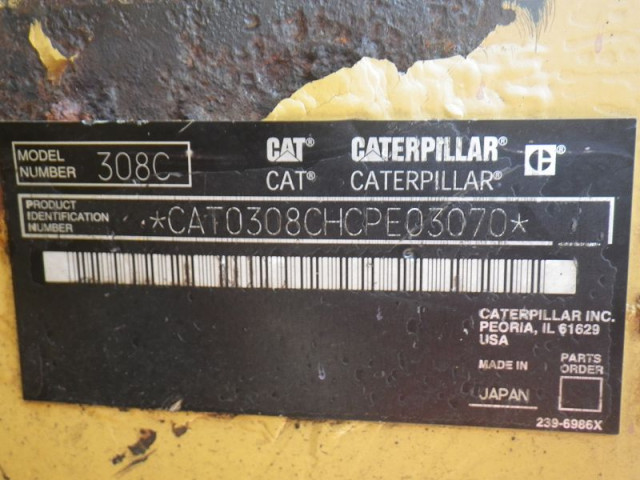 MODEL NUMBER 308C
CAT® CATERPILLAR® C®
CAT® CATERPILLAR®
PRODUCT IDENTIFICATION NUMBER *CAT0308CHCPE03070*
CATERPILLAR INC.
PEORIA, IL 61629
USA
MADE IN
JAPAN
PARTS ORDER
239-6986X